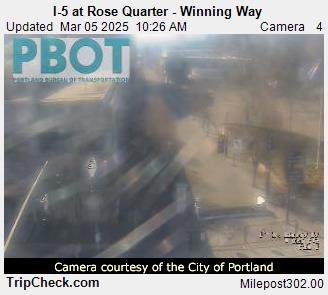 I-5 at Rose Quarter - Winning Way
Updated Mar 05 2025 10:26 AM Camera 4
PBOT
PORTLAND BUREAU OF TRANSPORTATION
Camera courtesy of the City of Portland
TripCheck.com Milepost302.00